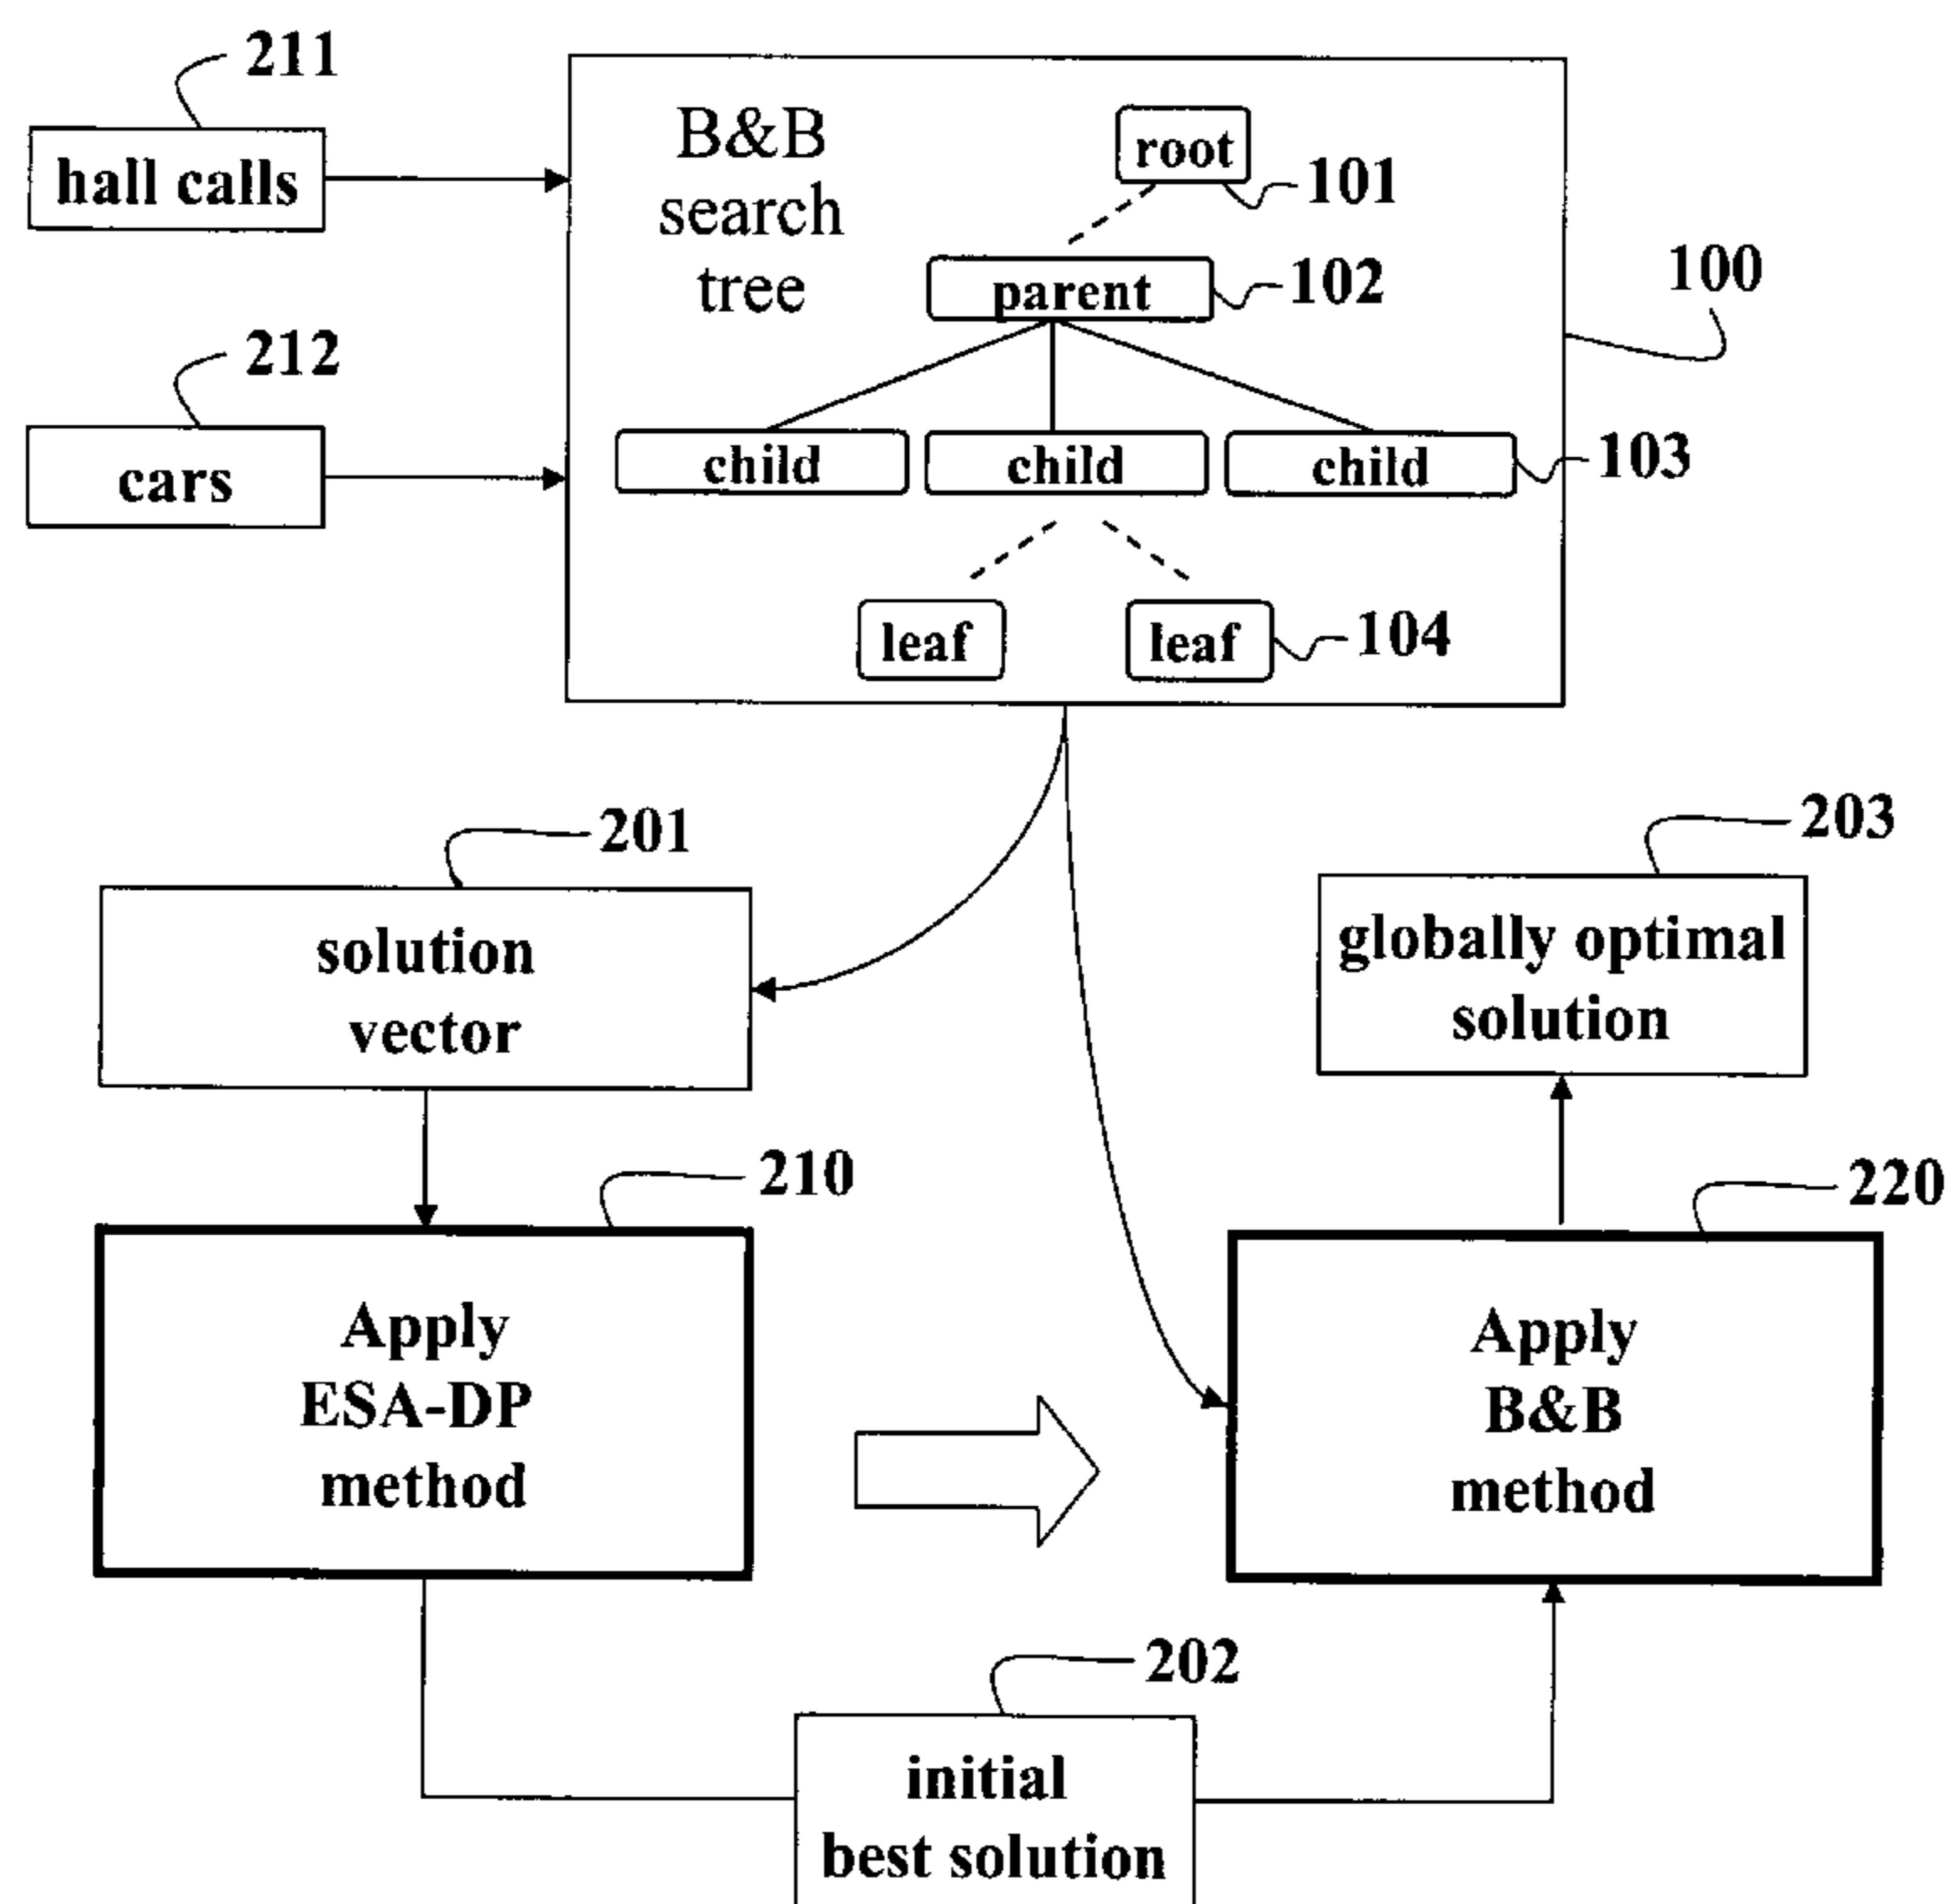 211
hall calls
B&B
search
tree
root
101
parent
102
100
212
cars
child
child
child
103
leaf
leaf
104
201
solution
vector
203
globally optimal
solution
210
Apply
ESA-DP
method
220
Apply
B&B
method
202
initial
best solution